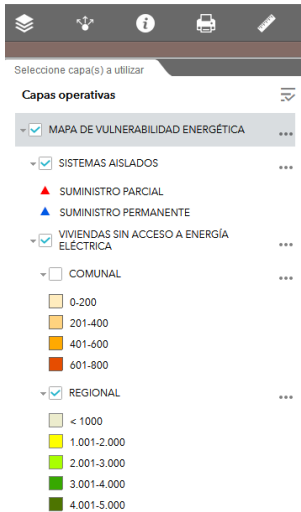 Seleccione capa(s) a utilizar
Capas operativas
MAPA DE VULNERABILIDAD ENERGÉTICA
SISTEMAS AISLADOS
SUMINISTRO PARCIAL
SUMINISTRO PERMANENTE
VIVIENDAS SIN ACCESO A ENERGÍA
ELÉCTRICA
COMUNAL
0-200
201-400
401-600
601-800
REGIONAL
< 1000
1.001-2.000
2.001-3.000
3.001-4.000
4.001-5.000